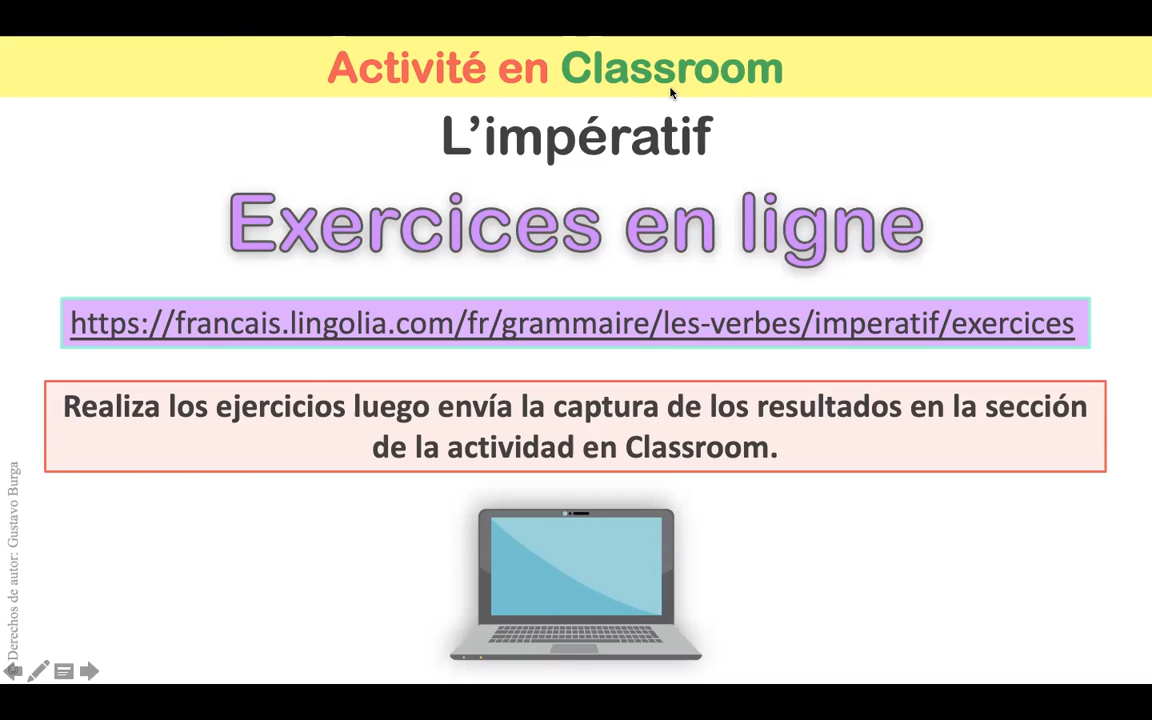 Activité en Classroom
L’impératif
Exercices en ligne
https://francais.lingolia.com/fr/grammaire/les-verbes/imperatif/exercices
Realiza los ejercicios luego envía la captura de los resultados en la sección
de la actividad en Classroom.
©Derechos de autor: Gustavo Burga